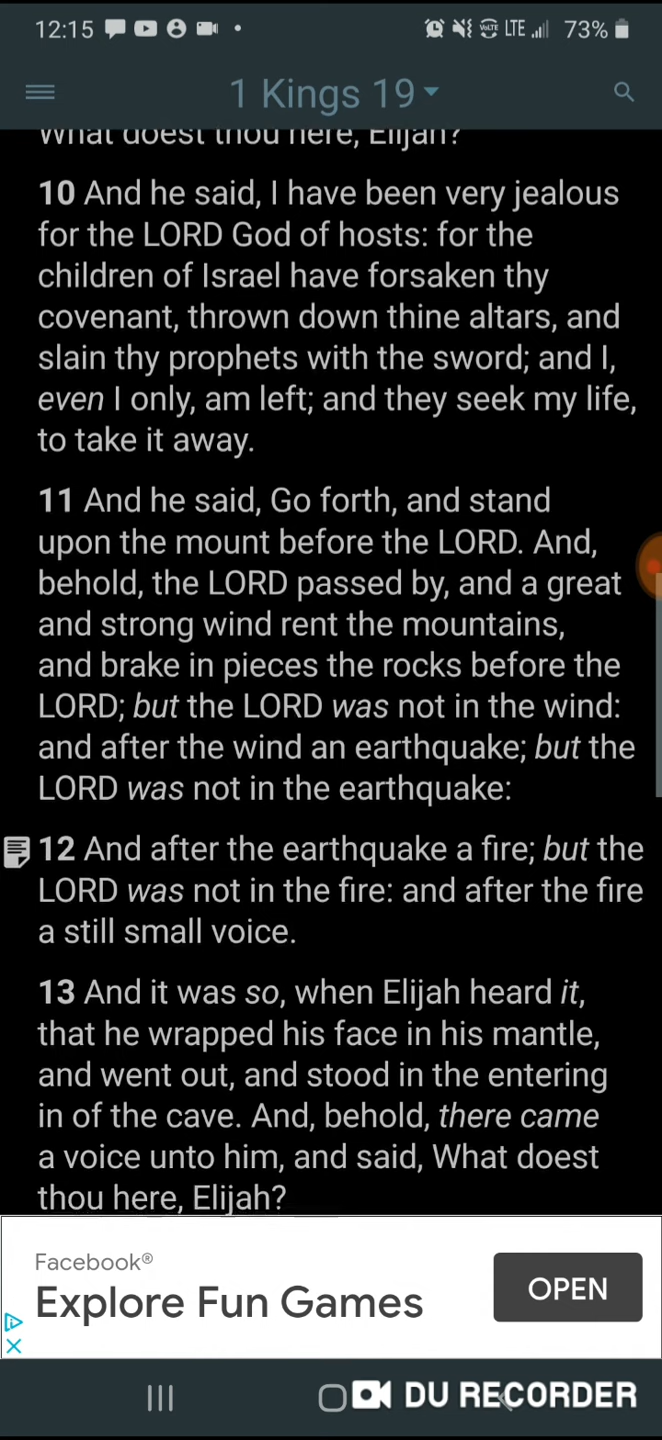 12:15 LTE 73%
1 Kings 19
What doest thou here, Elijah?
10 And he said, I have been very jealous
for the LORD God of hosts: for the
children of Israel have forsaken thy
covenant, thrown down thine altars, and
slain thy prophets with the sword; and I,
even I only, am left; and they seek my life,
to take it away.
11 And he said, Go forth, and stand
upon the mount before the LORD. And,
behold, the LORD passed by, and a great
and strong wind rent the mountains,
and brake in pieces the rocks before the
LORD; but the LORD was not in the wind:
and after the wind an earthquake; but the
LORD was not in the earthquake:
12 And after the earthquake a fire; but the
LORD was not in the fire: and after the fire
a still small voice.
13 And it was so, when Elijah heard it,
that he wrapped his face in his mantle,
and went out, and stood in the entering
in of the cave. And, behold, there came
a voice unto him, and said, What doest
thou here, Elijah?
Facebook®
Explore Fun Games
OPEN
DU RECORDER